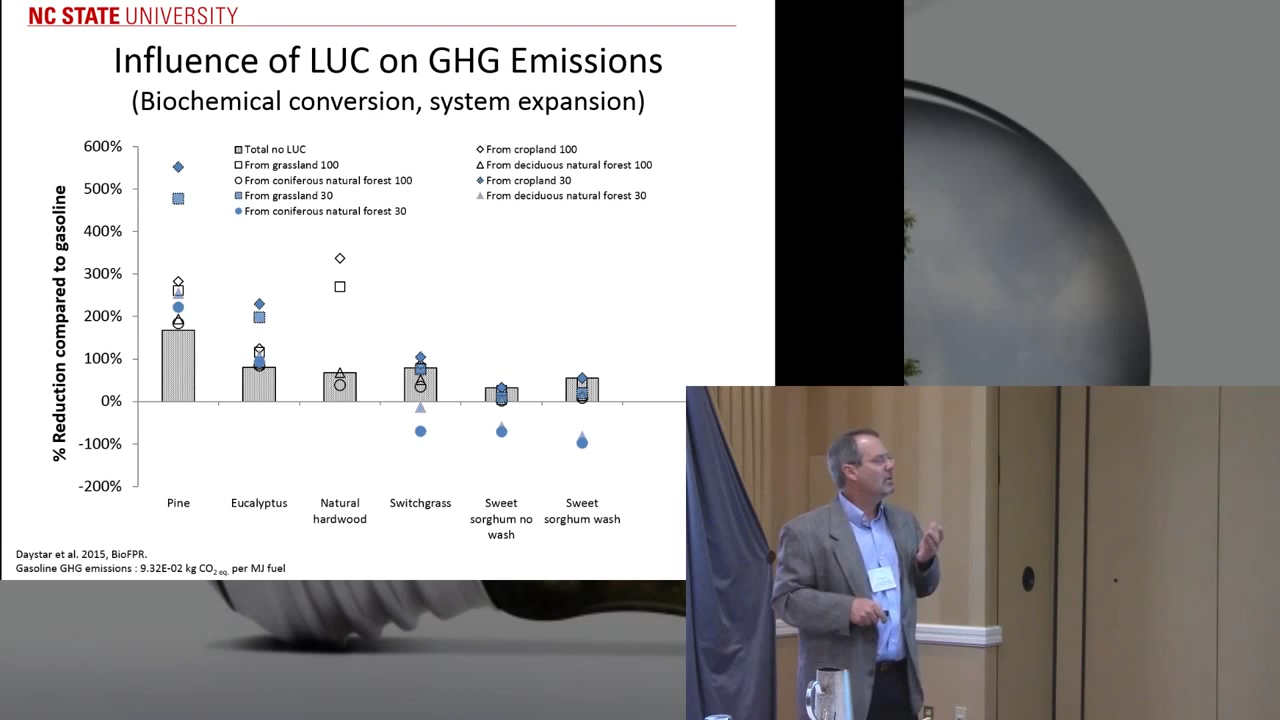 NC STATE UNIVERSITY
Influence of LUC on GHG Emissions
(Biochemical conversion, system expansion)
% Reduction compared to gasoline
600%
500%
400%
300%
200%
100%
0%
-100%
-200%
Total no LUC
From cropland 100
From grassland 100
From deciduous natural forest 100
From coniferous natural forest 100
From cropland 30
From grassland 30
From deciduous natural forest 30
From coniferous natural forest 30
Pine
Eucalyptus
Natural
hardwood
Switchgrass
Sweet
sorghum no
wash
Sweet
sorghum wash
Daystar et al. 2015, BioFPR.
Gasoline GHG emissions : 9.32E-02 kg CO2 eq. per MJ fuel